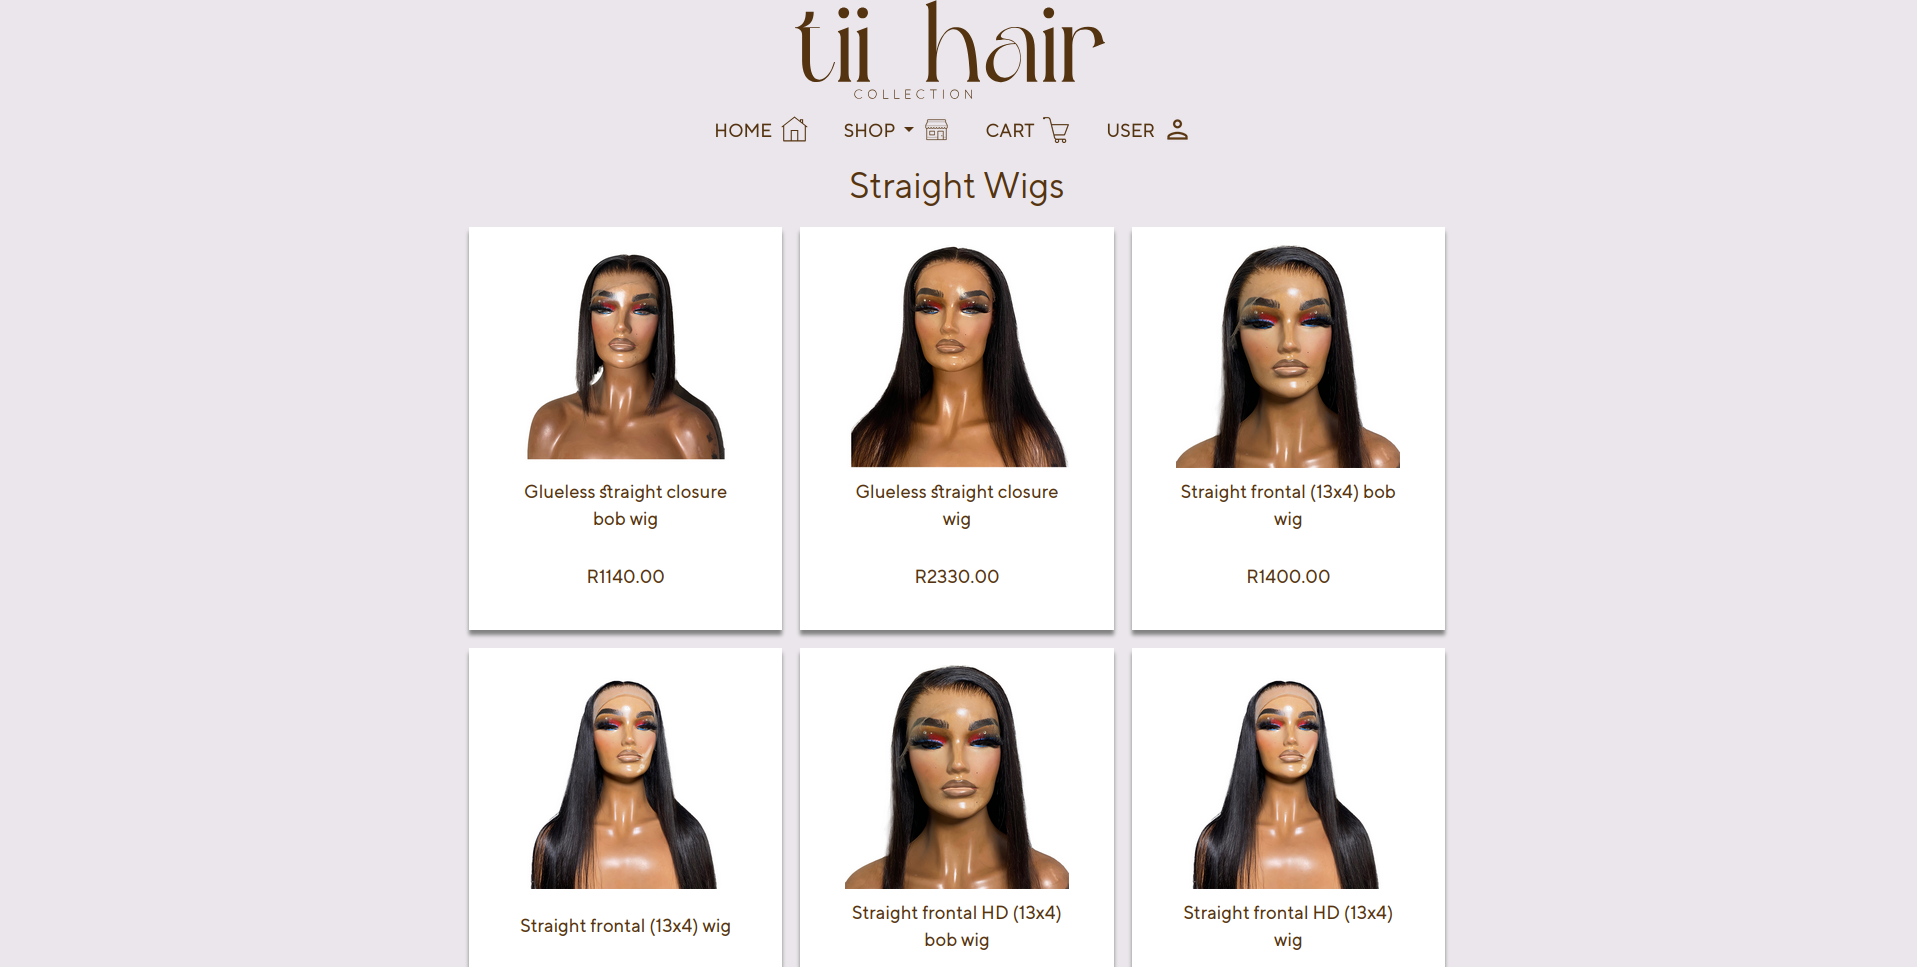 tii hair
COLLECTION
HOME SHOP CART USER
Straight Wigs
Glueless straight closure
bob wig
R1140.00
Glueless straight closure
wig
R2330.00
Straight frontal (13x4) bob
wig
R1400.00
Straight frontal (13x4) wig
Straight frontal HD (13x4)
bob wig
Straight frontal HD (13x4)
wig